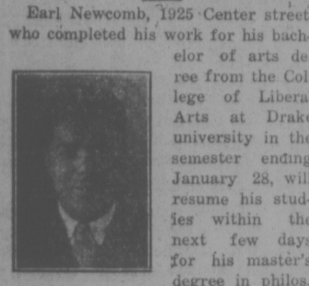 Earl Newcomb, 1925 Center street
who completed his work for his bach-
elor of arts de
ree from the Col
lege of Libera
Arts at Drake
university in the
semester ending
January 28, wil
resume his stud-
ies within the
next few days
for his master's
degree in philos.